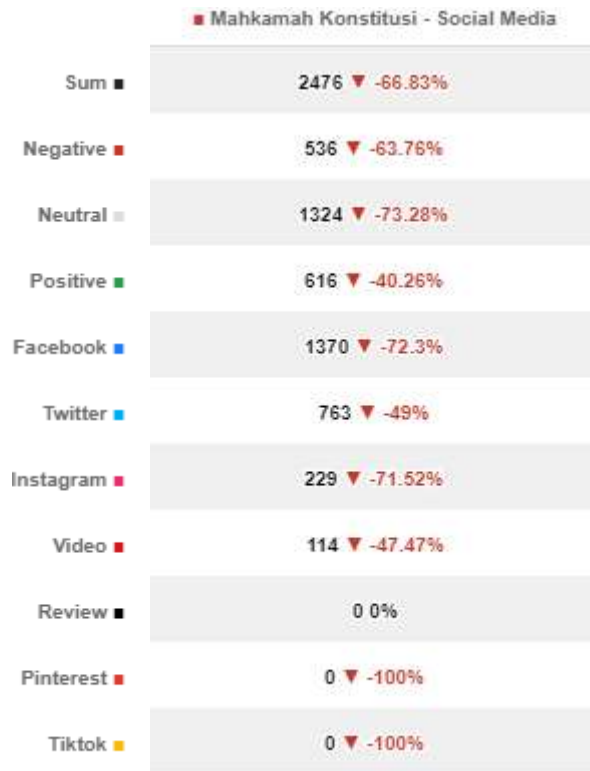 Mahkamah Konstitusi - Social Media
Sum 2476 ▼ -66.83%
Negative 536 ▼ -63.76%
Neutral 1324 ▼ -73.28%
Positive 616 ▼ -40.26%
Facebook 1370 ▼ -72.3%
Twitter 763 ▼ -49%
Instagram 229 ▼ -71.52%
Video 114 ▼ -47.47%
Review 0 0%
Pinterest 0 ▼ -100%
Tiktok 0 ▼ -100%